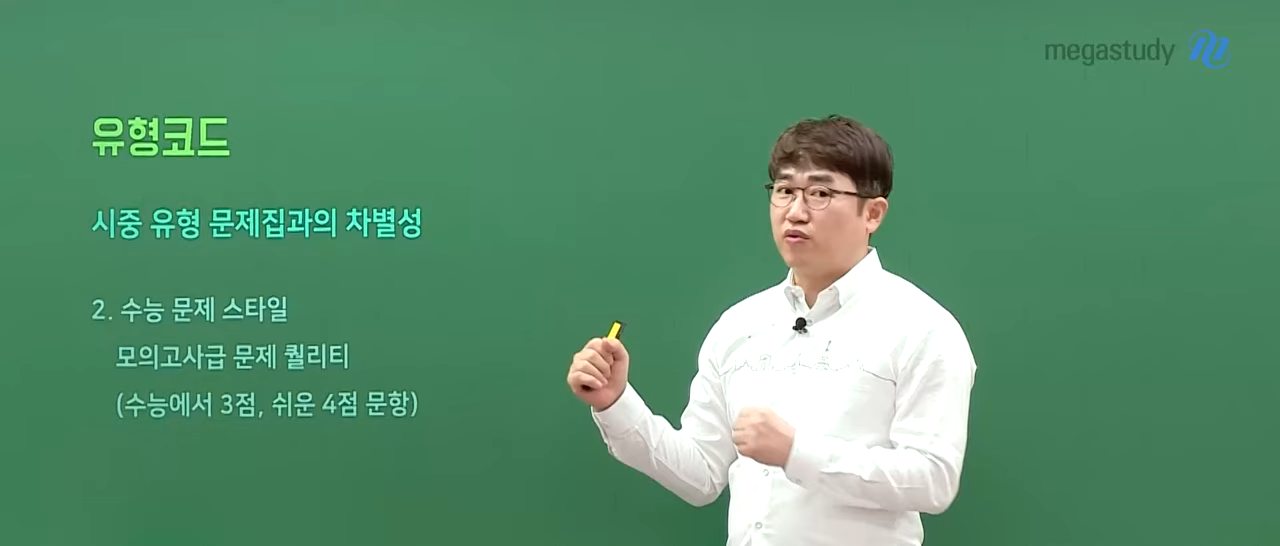 megastudy
유형코드
시중 유형 문제집과의 차별성
2. 수능 문제 스타일
모의고사급 문제 퀄리티
(수능에서 3점, 쉬운 4점 문항)